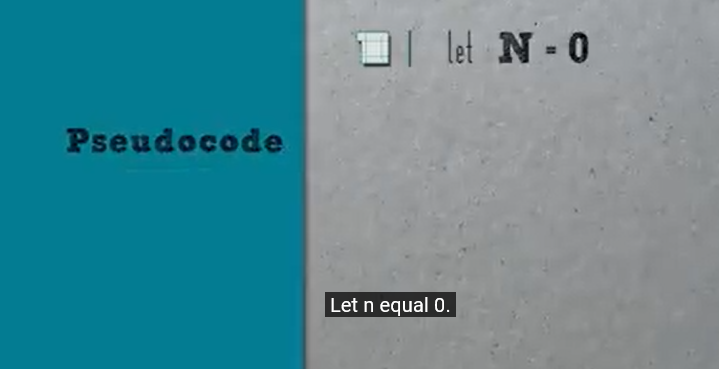 Pseudocode
let N = 0
Let n equal 0.